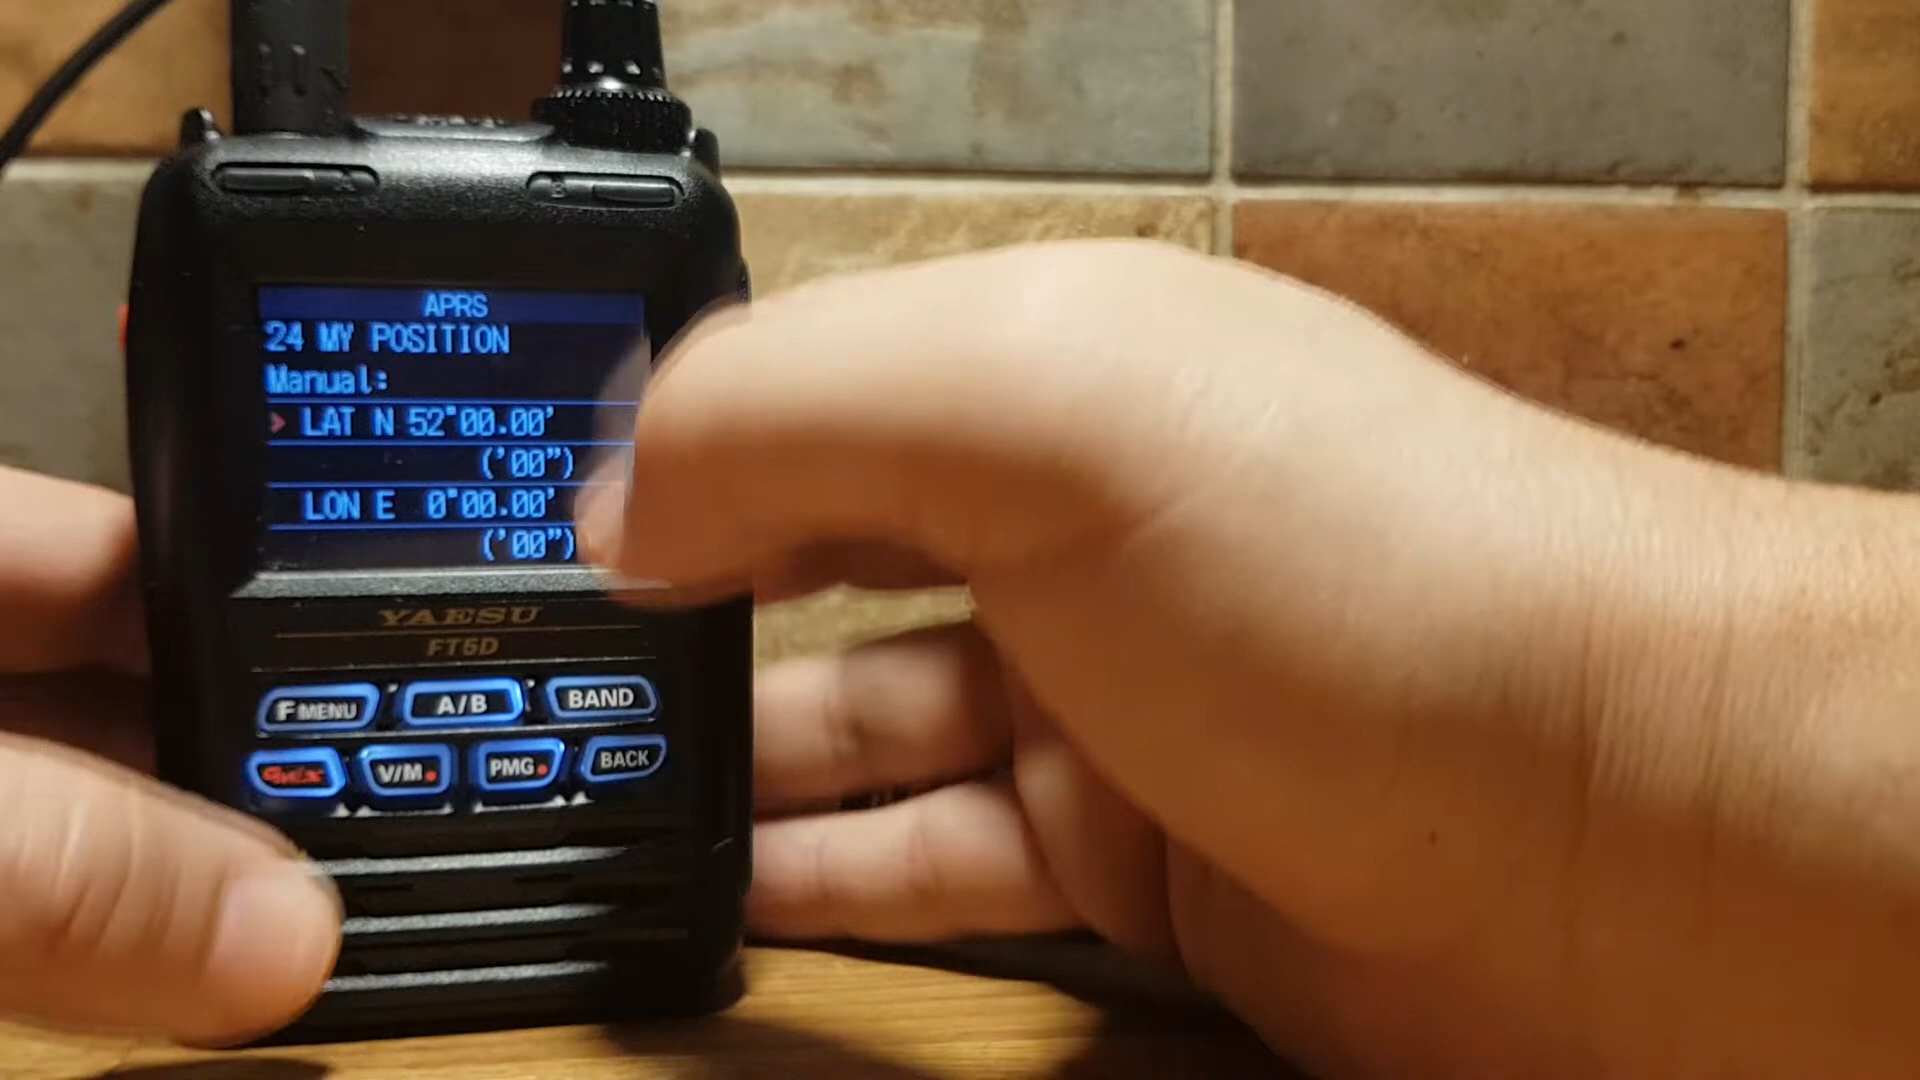 A
B
APRS
24 MY POSITION
Manual:
> LAT N 52°00.00'
('00")
LON E 0°00.00'
('00")
YAESU
FT5D
F MENU A/B BAND
V/M PMG BACK